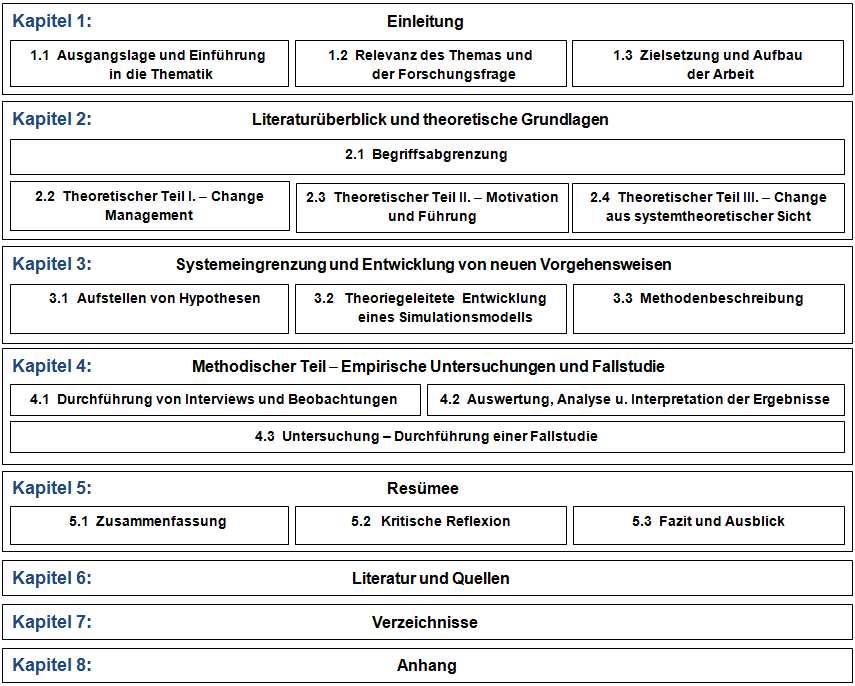 Kapitel 1: Einleitung
1.1 Ausgangslage und Einführung
in die Thematik
1.2 Relevanz des Themas und
der Forschungsfrage
1.3 Zielsetzung und Aufbau
der Arbeit
Kapitel 2: Literaturüberblick und theoretische Grundlagen
2.1 Begriffsabgrenzung
2.2 Theoretischer Teil I. – Change
Management
2.3 Theoretischer Teil II. – Motivation
und Führung
2.4 Theoretischer Teil III. – Change
aus systemtheoretischer Sicht
Kapitel 3: Systemeingrenzung und Entwicklung von neuen Vorgehensweisen
3.1 Aufstellen von Hypothesen
3.2 Theoriegeleitete Entwicklung
eines Simulationsmodells
3.3 Methodenbeschreibung
Kapitel 4: Methodischer Teil – Empirische Untersuchungen und Fallstudie
4.1 Durchführung von Interviews und Beobachtungen
4.2 Auswertung, Analyse u. Interpretation der Ergebnisse
4.3 Untersuchung – Durchführung einer Fallstudie
Kapitel 5: Resümee
5.1 Zusammenfassung
5.2 Kritische Reflexion
5.3 Fazit und Ausblick
Kapitel 6: Literatur und Quellen
Kapitel 7: Verzeichnisse
Kapitel 8: Anhang